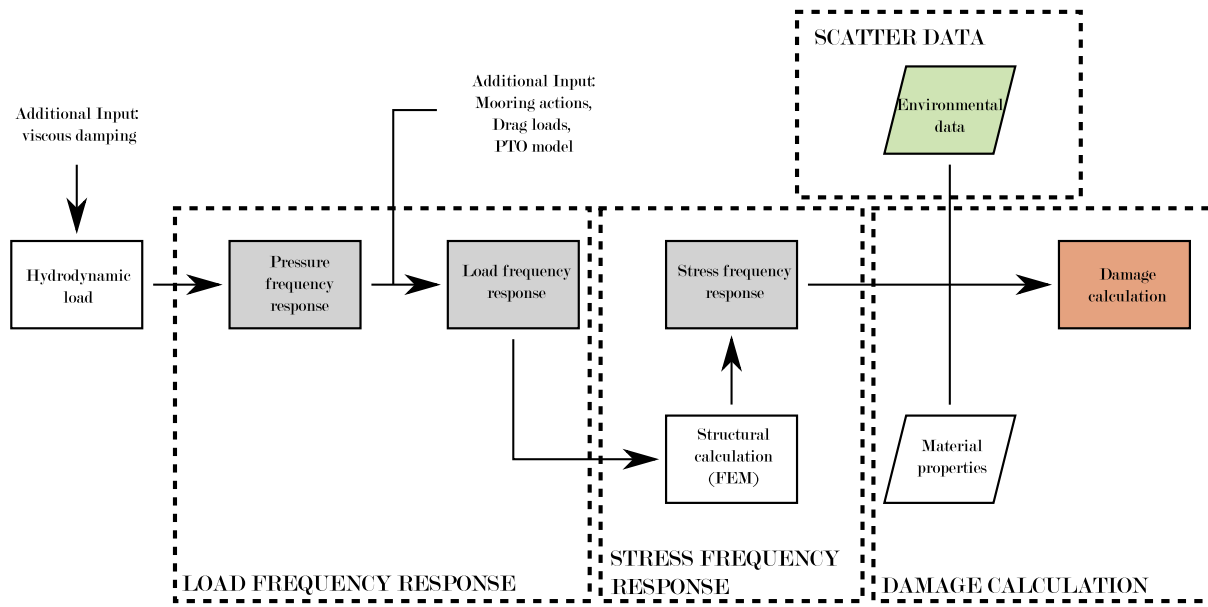 SCATTER DATA
Environmental
data
Additional Input:
viscous damping
Additional Input:
Mooring actions,
Drag loads,
PTO model
Hydrodynamic
load
Pressure
frequency
response
Load frequency
response
Stress frequency
response
Damage
calculation
Structural
calculation
(FEM)
Material
properties
LOAD FREQUENCY RESPONSE
STRESS FREQUENCY
RESPONSE
DAMAGE CALCULATION